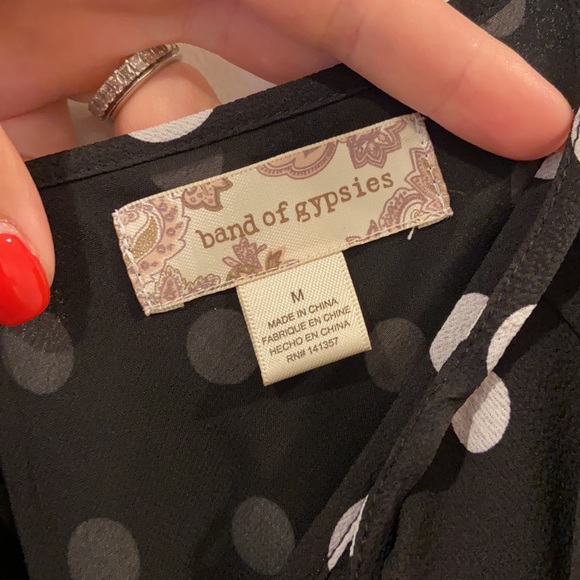 band of gypsies
M
MADE IN CHINA
FABRIQUE EN CHINE
HECHO EN CHINA
RN# 141357